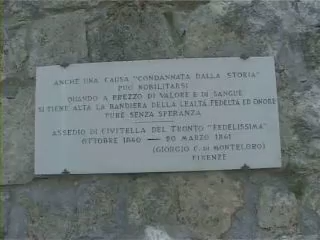 ANCHE UNA CAUSA "CONDANNATA DALLA STORIA"
PUO NOBILITARSI
QUANDO A PREZZO DI VALORE E DI SANGUE
SI TIENE ALTA LA BANDIERA DELLA LEALTÀ, FEDELTÀ ED ONORE
PURE SENZA SPERANZA
ASSEDIO DI CIVITELLA DEL TRONTO "FEDELISSIMA"
OTTOBRE 1860 — 20 MARZO 1861
(GIORGIO C. DI MONTELORO)
FIRENZE